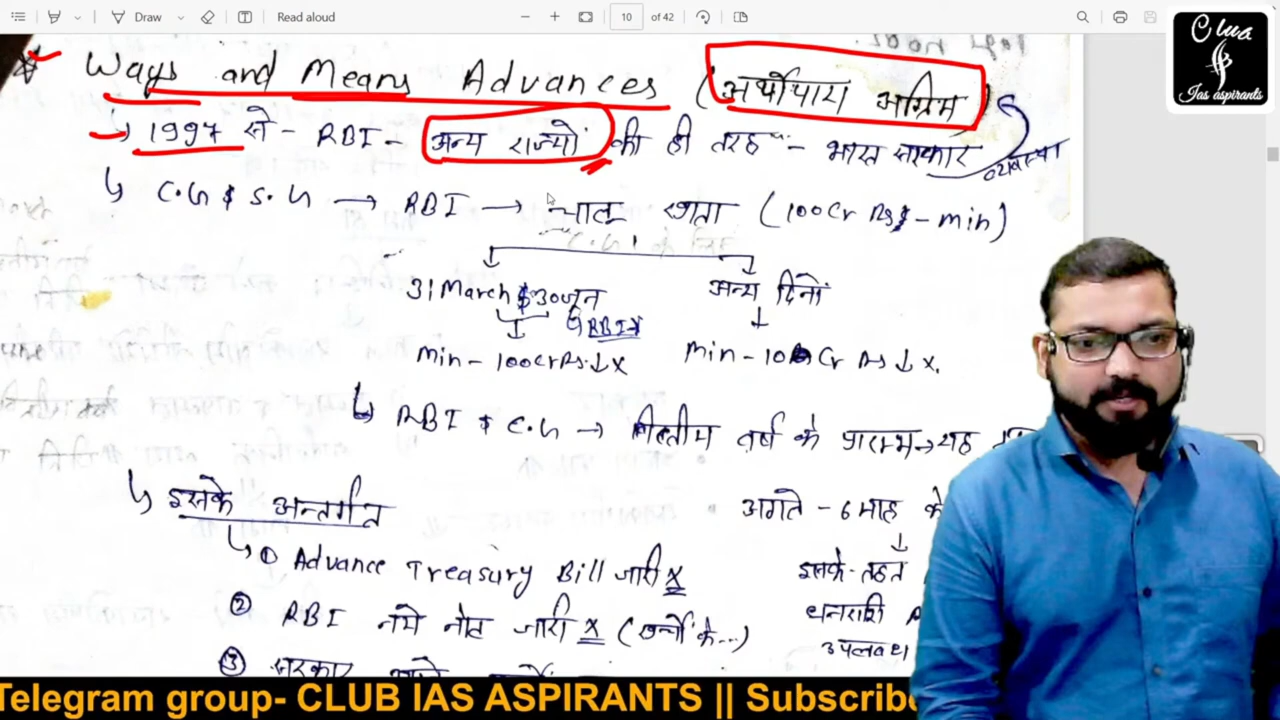 Draw
Read aloud
10 of 42
Club
Ias aspirants
Ways and Means Advances (अर्थोपाय अग्रिम)
→ 1997 से - RBI - अन्य राज्यों की ही तरह - भारत सरकार
C.G & S.G → RBI → चालू खाता (100Cr Rs - min)
31 March & 30 जून
अन्य दिनों
RBI
min - 100Cr Rs. ↓ x
min - 10 Cr Rs ↓ x.
RBI & C.G → वित्तीय वर्ष के प्रारम्भ → यह
इसके अन्तर्गत
अगले - 6 माह के
① Advance Treasury Bill जारी x
इसके - तहत
② RBI नये नोट जारी x (खर्चों के...)
धनराशि
उपलब्ध
③ सरकार
Telegram group- CLUB IAS ASPIRANTS || Subscribe